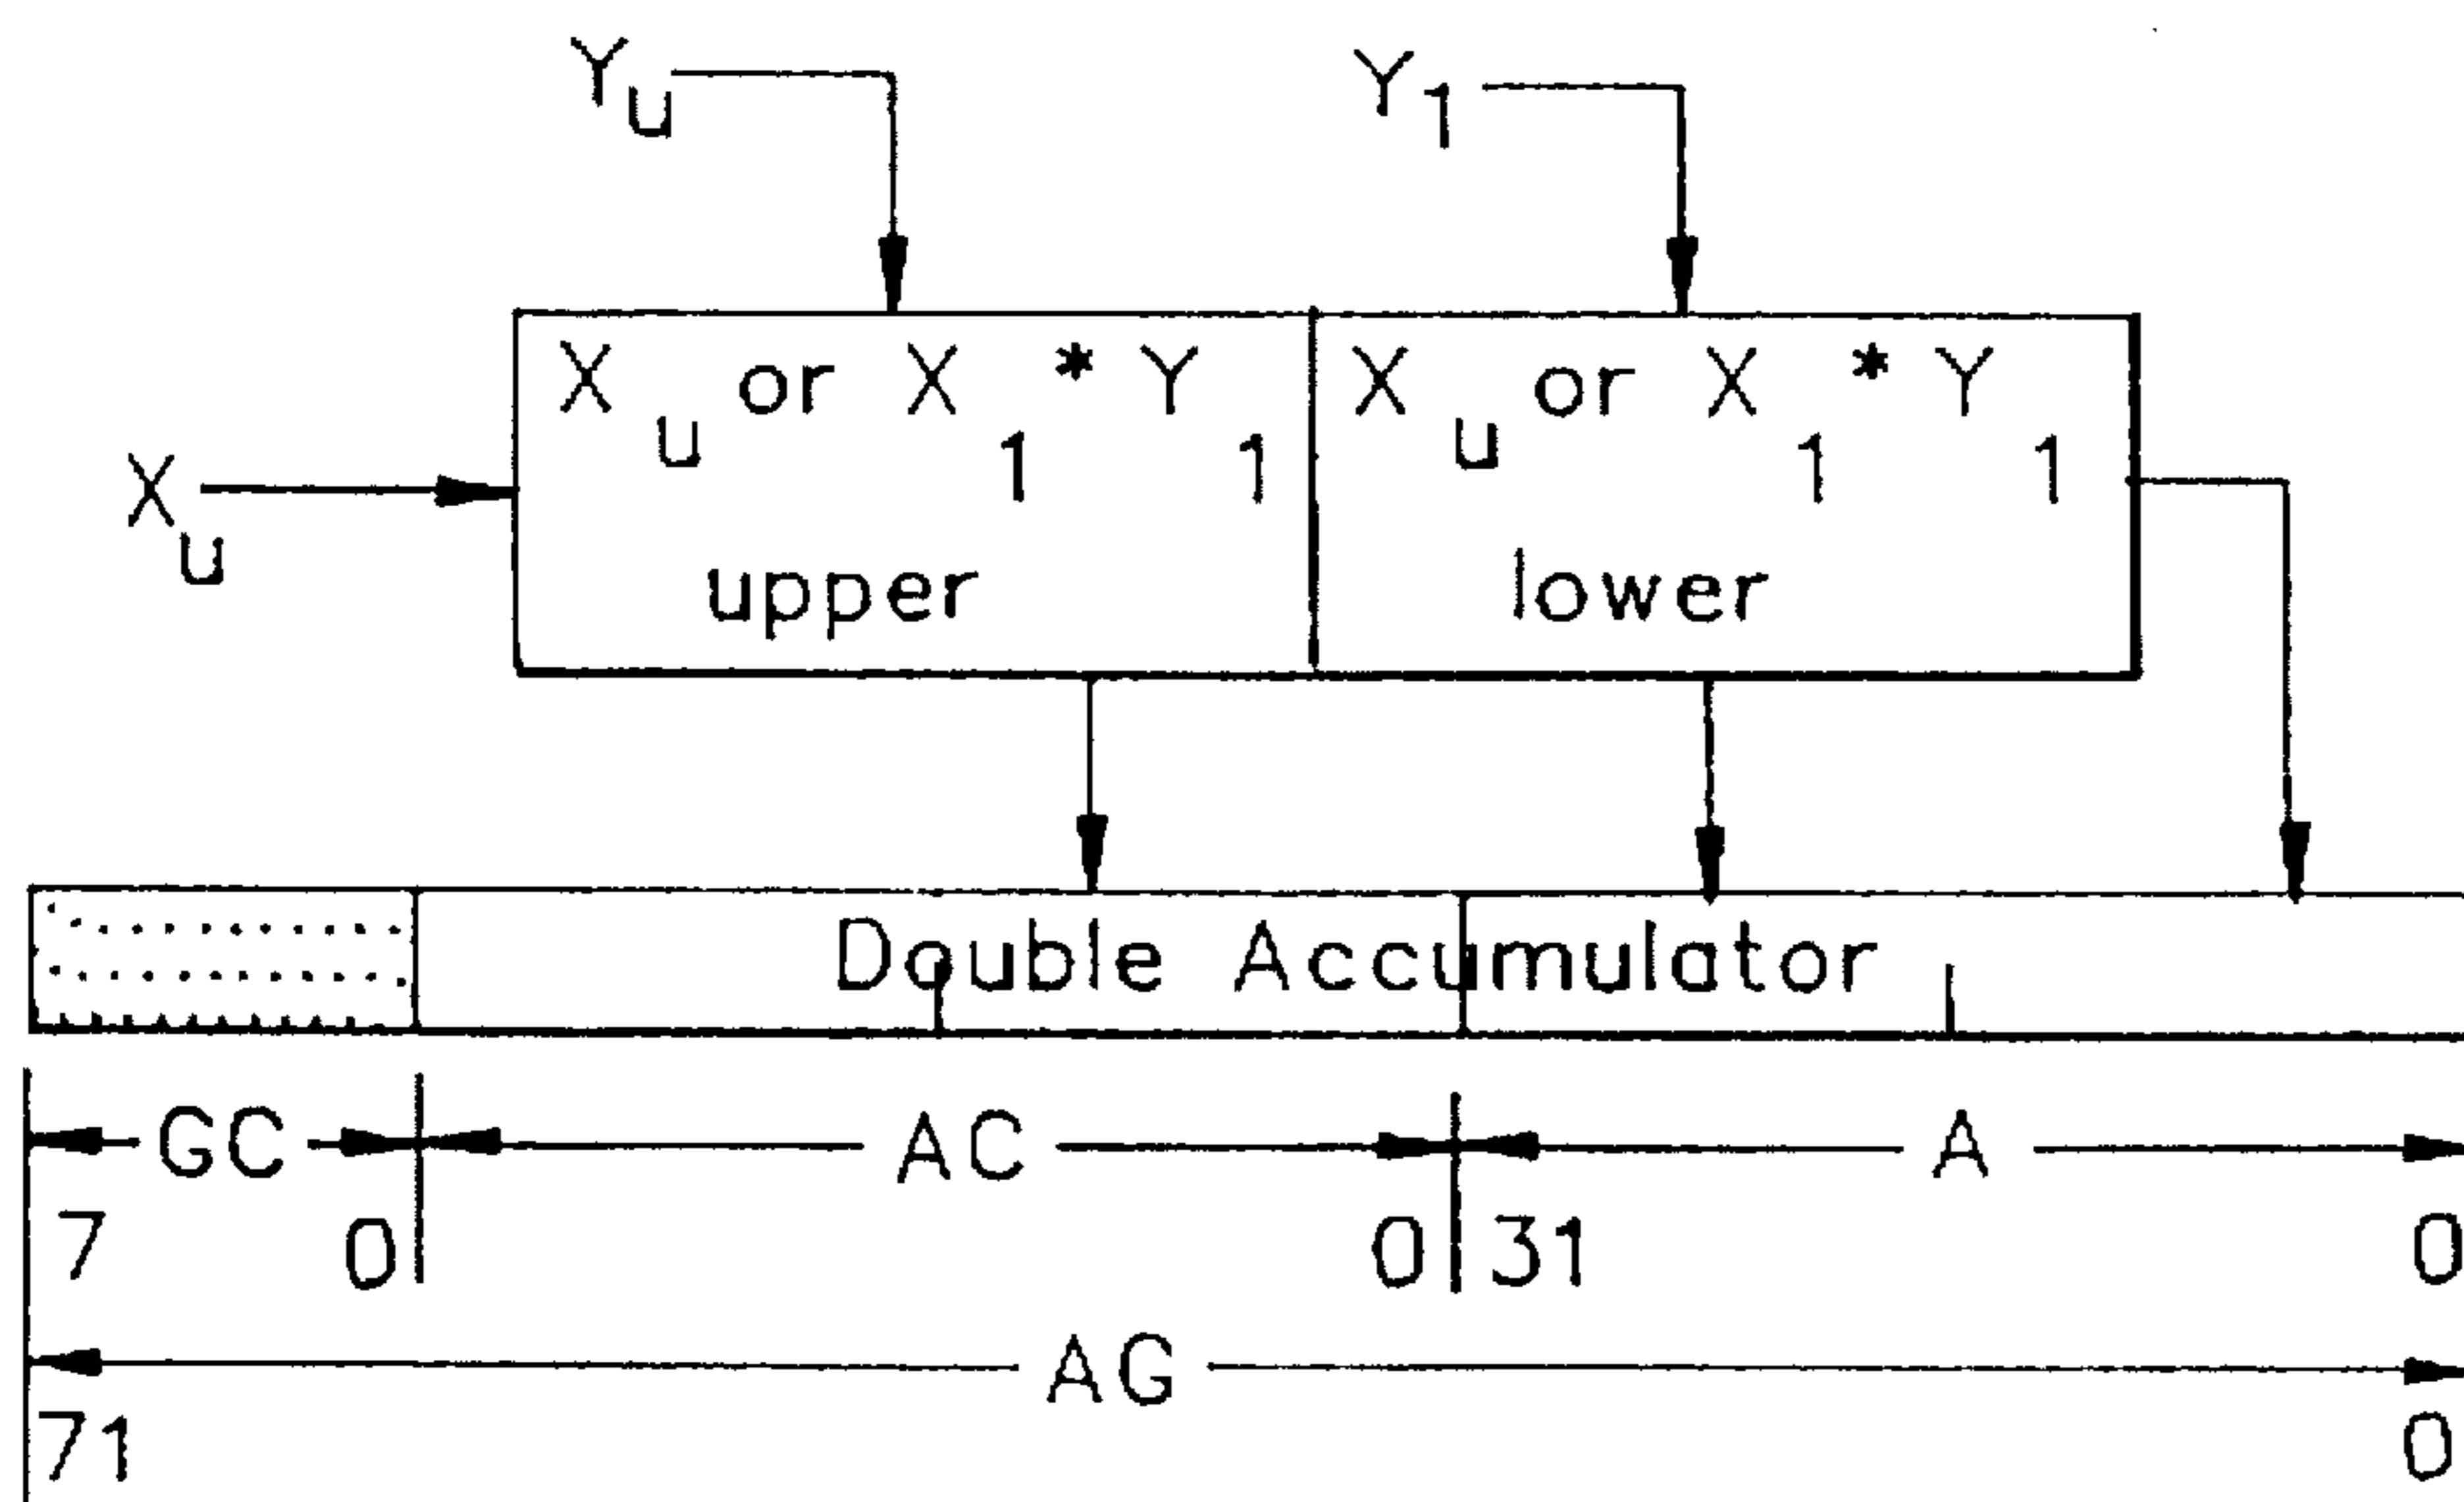 Yu Y1
Xu or X1 * Y1 Xu or X1 * Y1
Xu
upper lower
Double Accumulator
GC AC A
7 0 0 31 0
AG
71 0